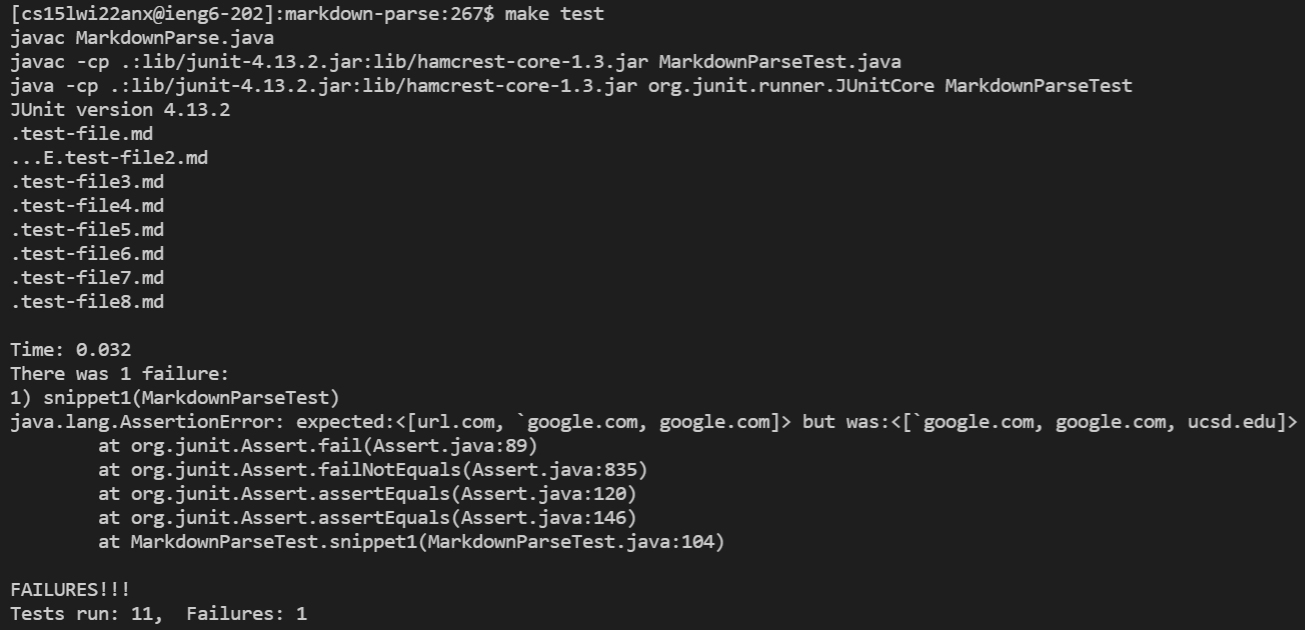 [cs15lwi22anx@ieng6-202]:markdown-parse:267$ make test
javac MarkdownParse.java
javac -cp .:lib/junit-4.13.2.jar:lib/hamcrest-core-1.3.jar MarkdownParseTest.java
java -cp .:lib/junit-4.13.2.jar:lib/hamcrest-core-1.3.jar org.junit.runner.JUnitCore MarkdownParseTest
JUnit version 4.13.2
.test-file.md
...E.test-file2.md
.test-file3.md
.test-file4.md
.test-file5.md
.test-file6.md
.test-file7.md
.test-file8.md

Time: 0.032
There was 1 failure:
1) snippet1(MarkdownParseTest)
java.lang.AssertionError: expected:<[url.com, `google.com, google.com]> but was:<[`google.com, google.com, ucsd.edu]>
        at org.junit.Assert.fail(Assert.java:89)
        at org.junit.Assert.failNotEquals(Assert.java:835)
        at org.junit.Assert.assertEquals(Assert.java:120)
        at org.junit.Assert.assertEquals(Assert.java:146)
        at MarkdownParseTest.snippet1(MarkdownParseTest.java:104)

FAILURES!!!
Tests run: 11,  Failures: 1